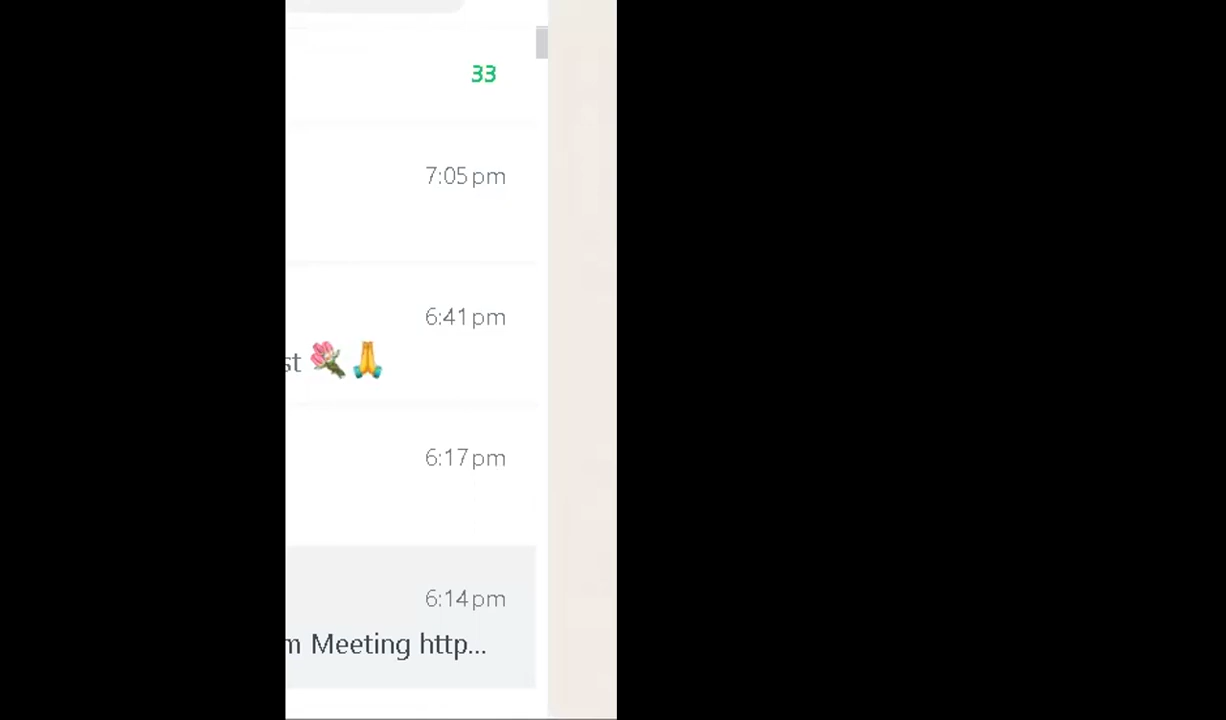 33
7:05 pm
6:41 pm
st 💐🙏
6:17 pm
6:14 pm
m Meeting http...